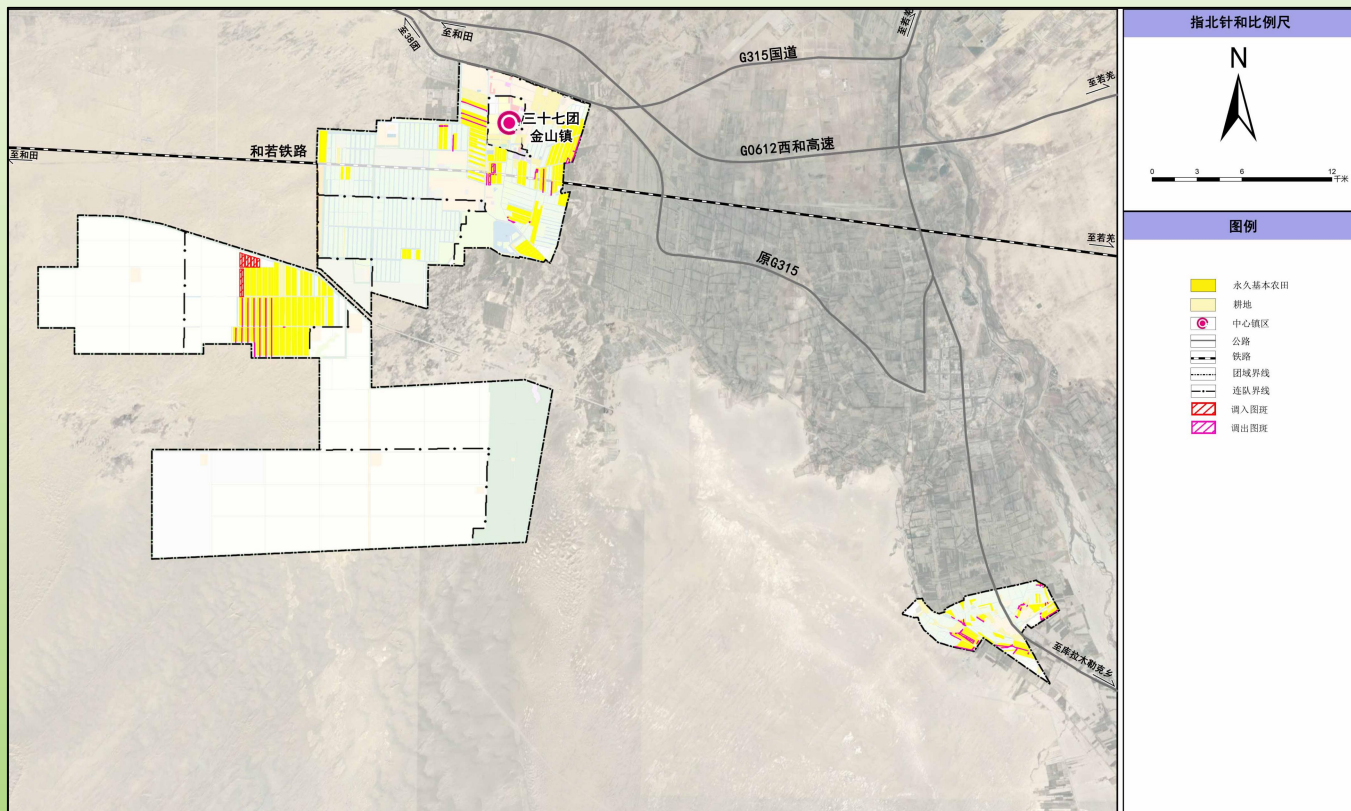 至38团
至和田
至若羌
G315国道
至若羌
三十七团
金山镇
G0612西和高速
和若铁路
至和田
至若羌
原G315
至库拉木勒克乡
指北针和比例尺
N
0 3 6 12
千米
图例
永久基本农田
耕地
中心镇区
公路
铁路
团域界线
连队界线
调入图斑
调出图斑